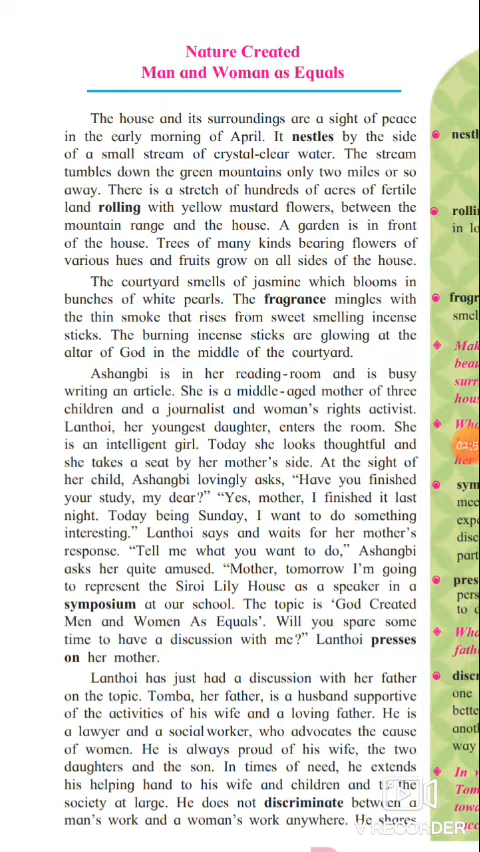 Nature Created
Man and Woman as Equals
The house and its surroundings are a sight of peace
in the early morning of April. It nestles by the side
of a small stream of crystal-clear water. The stream
tumbles down the green mountains only two miles or so
away. There is a stretch of hundreds of acres of fertile
land rolling with yellow mustard flowers, between the
mountain range and the house. A garden is in front
of the house. Trees of many kinds bearing flowers of
various hues and fruits grow on all sides of the house.
The courtyard smells of jasmine which blooms in
bunches of white pearls. The fragrance mingles with
the thin smoke that rises from sweet smelling incense
sticks. The burning incense sticks are glowing at the
altar of God in the middle of the courtyard.
Ashangbi is in her reading-room and is busy
writing an article. She is a middle-aged mother of three
children and a journalist and woman's rights activist.
Lanthoi, her youngest daughter, enters the room. She
is an intelligent girl. Today she looks thoughtful and
she takes a seat by her mother's side. At the sight of
her child, Ashangbi lovingly asks, "Have you finished
your study, my dear?" "Yes, mother, I finished it last
night. Today being Sunday, I want to do something
interesting." Lanthoi says and waits for her mother's
response. "Tell me what you want to do," Ashangbi
asks her quite amused. "Mother, tomorrow I'm going
to represent the Siroi Lily House as a speaker in a
symposium at our school. The topic is 'God Created
Men and Women As Equals'. Will you spare some
time to have a discussion with me?" Lanthoi presses
on her mother.
Lanthoi has just had a discussion with her father
on the topic. Tomba, her father, is a husband supportive
of the activities of his wife and a loving father. He is
a lawyer and a social worker, who advocates the cause
of women. He is always proud of his wife, the two
daughters and the son. In times of need, he extends
his helping hand to his wife and children and to the
society at large. He does not discriminate between a
man's work and a woman's work anywhere. He shares
nestl
rolli
in lo
fragr
smel
Mak
beau
surr
hous
Who
her
sym
mee
expe
disc
part
pres
pers
to d
Wha
fath
discr
one
bette
anot
way
In v
Tom
towa
V RECORDER